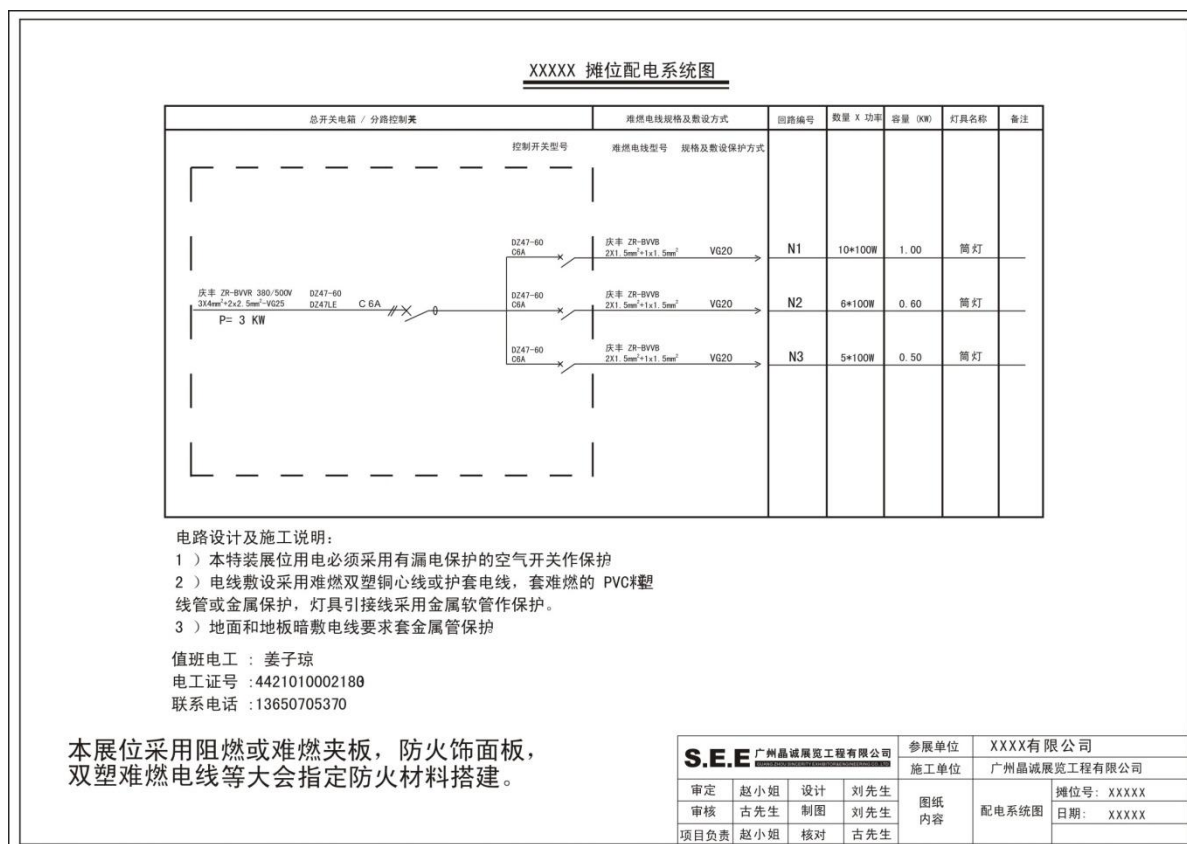 XXXXX 摊位配电系统图
总开关电箱 / 分路控制开关 难燃电线规格及敷设方式 回路编号 数量 X 功率 容量 (KW) 灯具名称 备注
控制开关型号 难燃电线型号 规格及敷设保护方式
DZ47-60 庆丰 ZR-BVVB
C6A 2X1.5mm²+1x1.5mm² VG20 N1 10*100W 1.00 筒灯
庆丰 ZR-BVVR 380/500V DZ47-60 DZ47-60 庆丰 ZR-BVVB
3X4mm²+2x2.5mm²-VG25 DZ47LE C 6A C6A 2X1.5mm²+1x1.5mm² VG20 N2 6*100W 0.60 筒灯
P= 3 KW
DZ47-60 庆丰 ZR-BVVB
C6A 2X1.5mm²+1x1.5mm² VG20 N3 5*100W 0.50 筒灯
电路设计及施工说明:
1 ）本特装展位用电必须采用有漏电保护的空气开关作保护
2 ）电线敷设采用难燃双塑铜心线或护套电线，套难燃的 PVC塑料
线管或金属保护，灯具引接线采用金属软管作保护。
3 ）地面和地板暗敷电线要求套金属管保护
值班电工 : 姜子琼
电工证号 :4421010002180
联系电话 :13650705370
本展位采用阻燃或难燃夹板，防火饰面板，
双塑难燃电线等大会指定防火材料搭建。
S.E.E 广州晶诚展览工程有限公司
参展单位 XXXX有限公司
施工单位 广州晶诚展览工程有限公司
审定 赵小姐 设计 刘先生
审核 古先生 制图 刘先生
项目负责 赵小姐 核对 古先生
图纸
内容
配电系统图
摊位号: XXXXX
日期: XXXXX